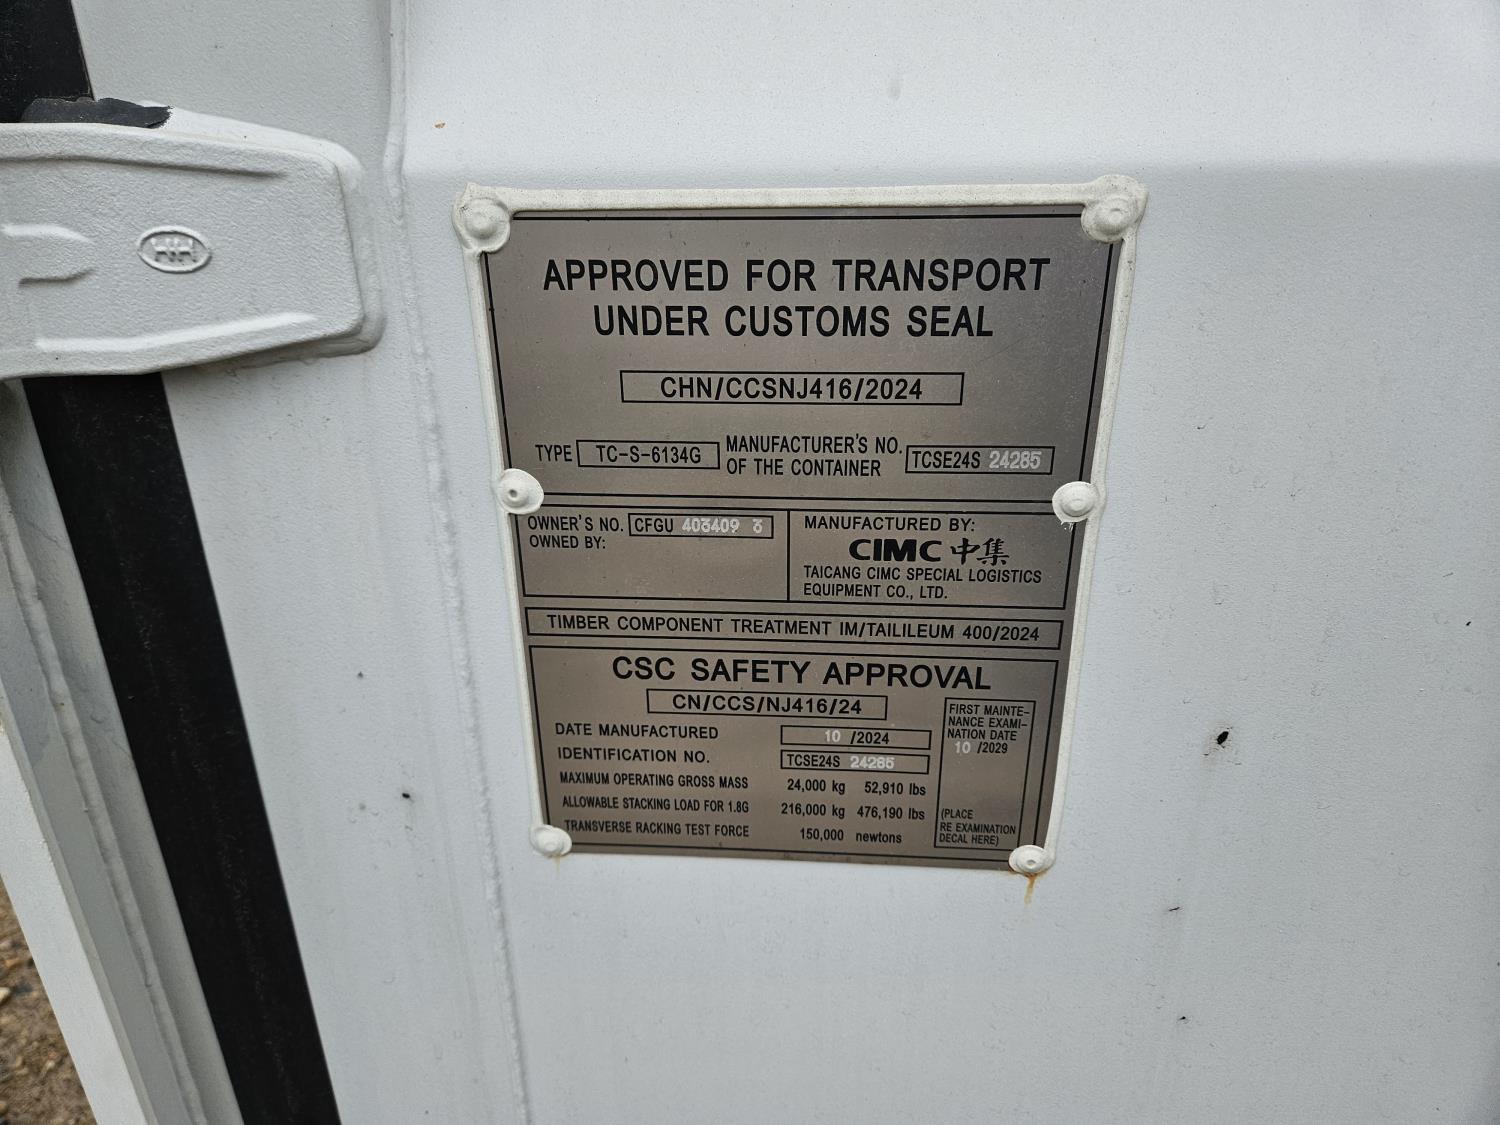 APPROVED FOR TRANSPORT
UNDER CUSTOMS SEAL
CHN/CCSNJ416/2024
TYPE TC-S-6134G MANUFACTURER'S NO. OF THE CONTAINER TCSE24S 24285
OWNER'S NO. CFGU 403409 3
OWNED BY:
MANUFACTURED BY:
CIMC 中集
TAICANG CIMC SPECIAL LOGISTICS
EQUIPMENT CO., LTD.
TIMBER COMPONENT TREATMENT IM/TAILILEUM 400/2024
CSC SAFETY APPROVAL
CN/CCS/NJ416/24
DATE MANUFACTURED 10 /2024
IDENTIFICATION NO. TCSE24S 24285
MAXIMUM OPERATING GROSS MASS 24,000 kg 52,910 lbs
ALLOWABLE STACKING LOAD FOR 1.8G 216,000 kg 476,190 lbs
TRANSVERSE RACKING TEST FORCE 150,000 newtons
FIRST MAINTE-
NANCE EXAMI-
NATION DATE
10 /2029
(PLACE
RE EXAMINATION
DECAL HERE)